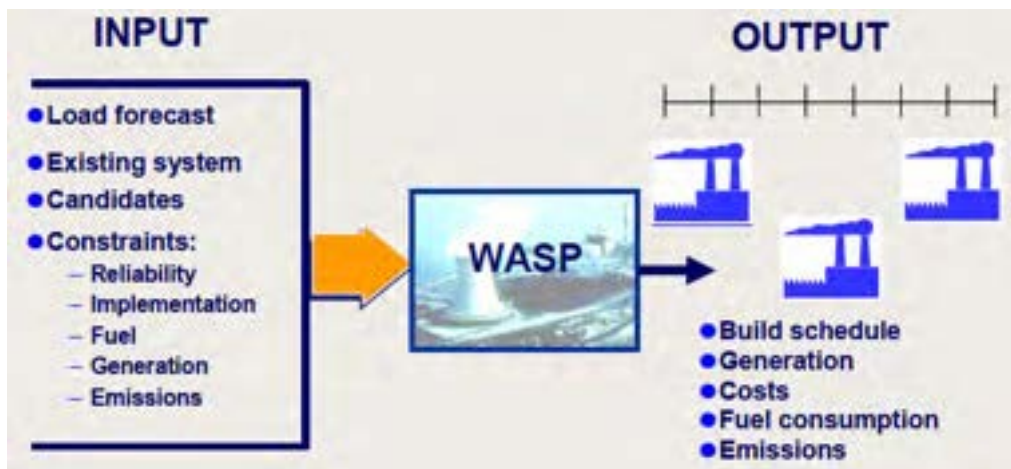 INPUT
● Load forecast
● Existing system
● Candidates
● Constraints:
– Reliability
– Implementation
– Fuel
– Generation
– Emissions
WASP
OUTPUT
● Build schedule
● Generation
● Costs
● Fuel consumption
● Emissions